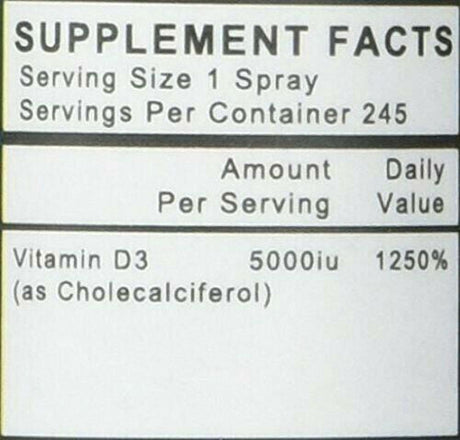 SUPPLEMENT FACTS
Serving Size 1 Spray
Servings Per Container 245
Amount Daily
Per Serving Value
Vitamin D3 5000iu 1250%
(as Cholecalciferol)